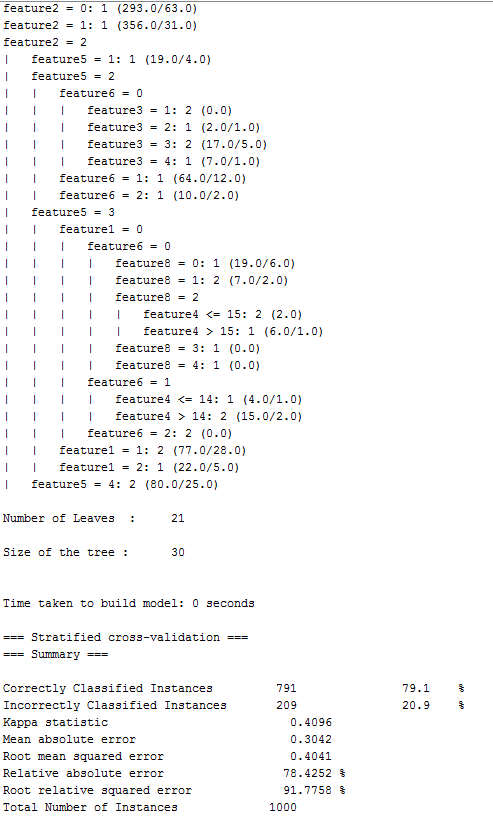 feature2 = 0: 1 (293.0/63.0)
feature2 = 1: 1 (356.0/31.0)
feature2 = 2
|   feature5 = 1: 1 (19.0/4.0)
|   feature5 = 2
|   |   feature6 = 0
|   |   |   feature3 = 1: 2 (0.0)
|   |   |   feature3 = 2: 1 (2.0/1.0)
|   |   |   feature3 = 3: 2 (17.0/5.0)
|   |   |   feature3 = 4: 1 (7.0/1.0)
|   |   feature6 = 1: 1 (64.0/12.0)
|   |   feature6 = 2: 1 (10.0/2.0)
|   feature5 = 3
|   |   feature1 = 0
|   |   |   feature6 = 0
|   |   |   |   feature8 = 0: 1 (19.0/6.0)
|   |   |   |   feature8 = 1: 2 (7.0/2.0)
|   |   |   |   feature8 = 2
|   |   |   |   |   feature4 <= 15: 2 (2.0)
|   |   |   |   |   feature4 > 15: 1 (6.0/1.0)
|   |   |   |   feature8 = 3: 1 (0.0)
|   |   |   |   feature8 = 4: 1 (0.0)
|   |   |   feature6 = 1
|   |   |   |   feature4 <= 14: 1 (4.0/1.0)
|   |   |   |   feature4 > 14: 2 (15.0/2.0)
|   |   |   feature6 = 2: 2 (0.0)
|   |   feature1 = 1: 2 (77.0/28.0)
|   |   feature1 = 2: 1 (22.0/5.0)
|   feature5 = 4: 2 (80.0/25.0)
Number of Leaves  :     21
Size of the tree :      30
Time taken to build model: 0 seconds
=== Stratified cross-validation ===
=== Summary ===
Correctly Classified Instances         791               79.1    %
Incorrectly Classified Instances       209               20.9    %
Kappa statistic                          0.4096
Mean absolute error                      0.3042
Root mean squared error                  0.4041
Relative absolute error                 78.4252 %
Root relative squared error             91.7758 %
Total Number of Instances             1000